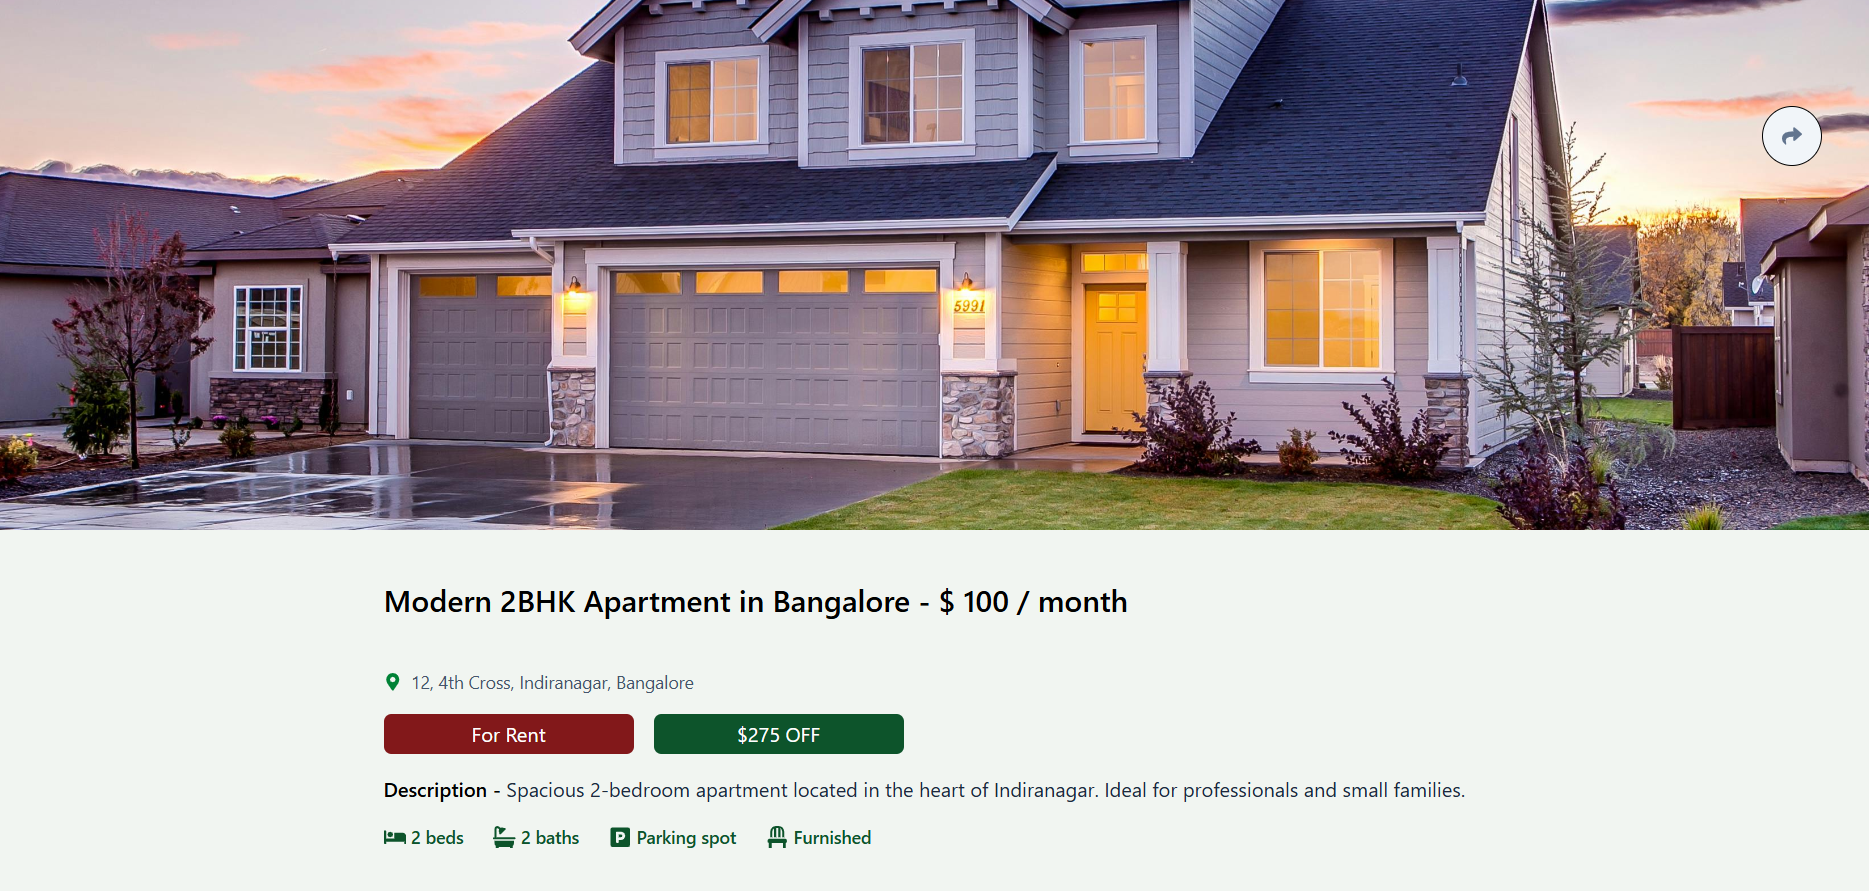 5991
Modern 2BHK Apartment in Bangalore - $ 100 / month
12, 4th Cross, Indiranagar, Bangalore
For Rent
$275 OFF
Description - Spacious 2-bedroom apartment located in the heart of Indiranagar. Ideal for professionals and small families.
2 beds
2 baths
P Parking spot
Furnished